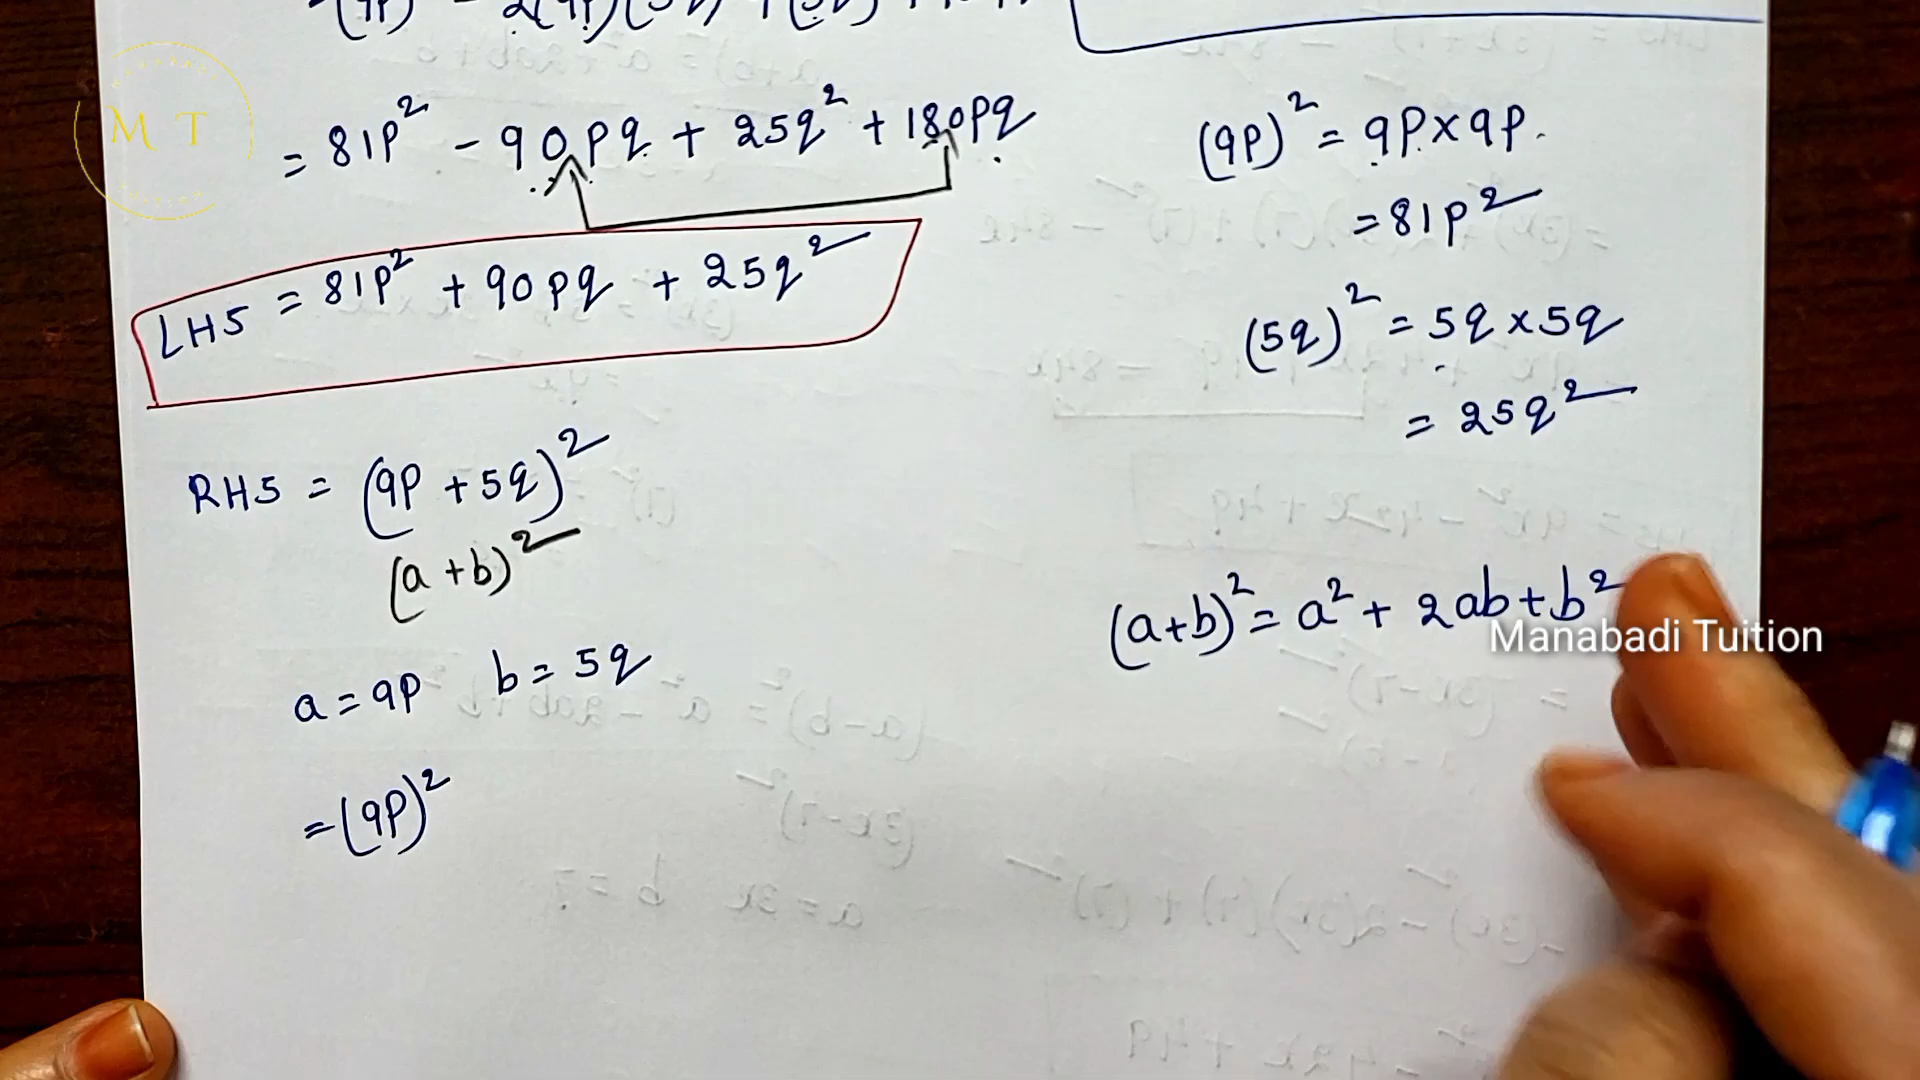 M T
= 81p² - 90pq + 25q² + 180pq
LHS = 81p² + 90pq + 25q²
RHS = (9p + 5q)²
(a + b)²
a = 9p b = 5q
= (9p)²
(9p)² = 9p × 9p.
= 81p²
(5q)² = 5q × 5q
= 25q²
(a+b)² = a² + 2ab + b²
Manabadi Tuition